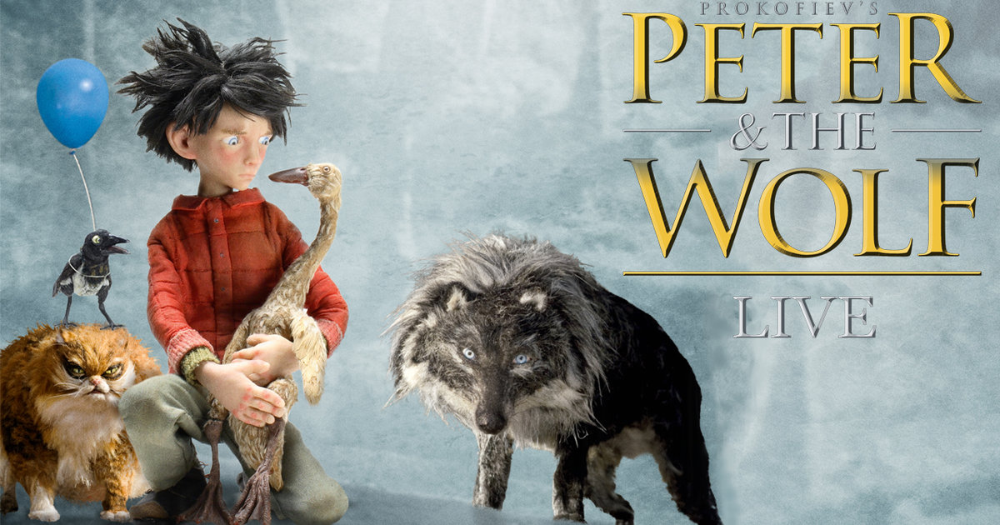 PROKOFIEV'S
PETER
& THE
WOLF
LIVE